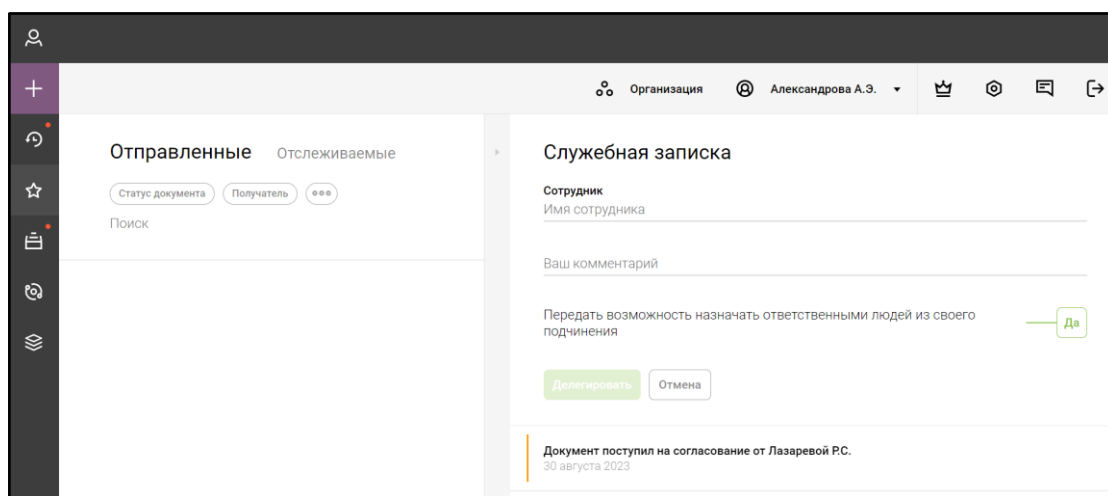 Организация
Александрова А.Э.
Отправленные Отслеживаемые
Статус документа Получатель
Поиск
Служебная записка
Сотрудник
Имя сотрудника
Ваш комментарий
Передать возможность назначать ответственными людей из своего
подчинения
Да
Делегировать Отмена
Документ поступил на согласование от Лазаревой Р.С.
30 августа 2023